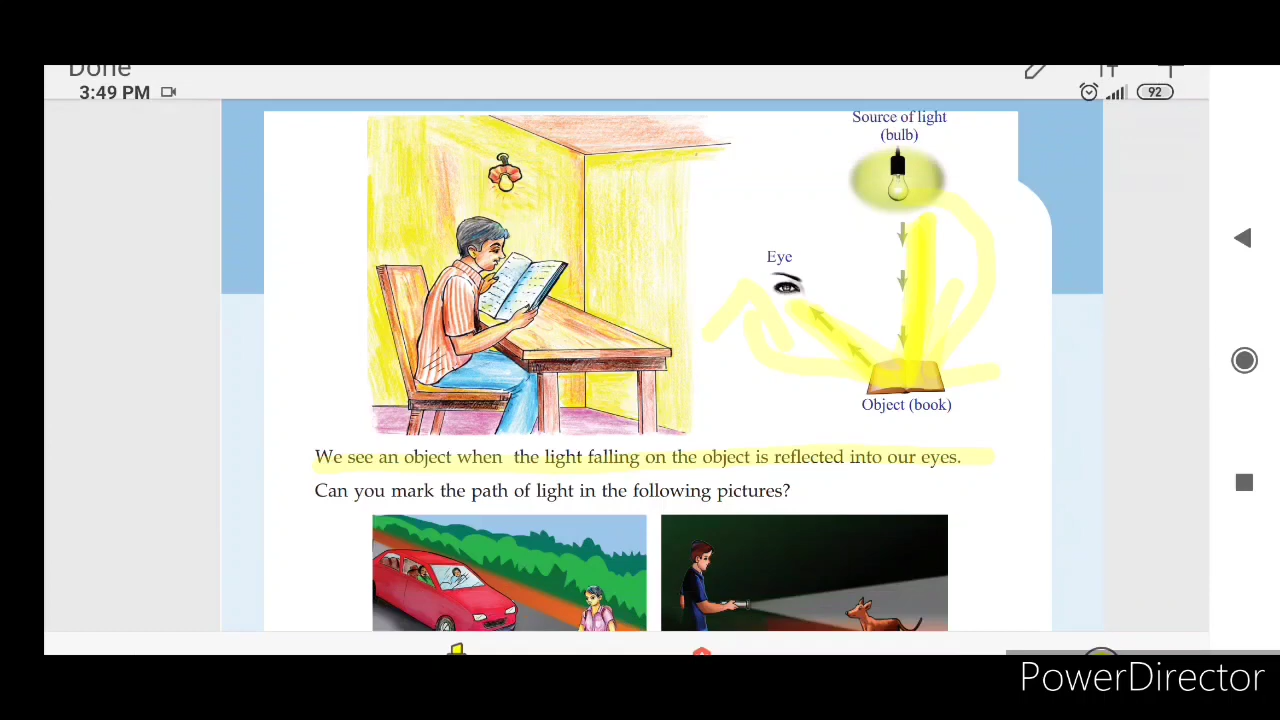 Done
3:49 PM
92
Source of light
(bulb)
Eye
Object (book)
We see an object when the light falling on the object is reflected into our eyes.
Can you mark the path of light in the following pictures?
PowerDirector